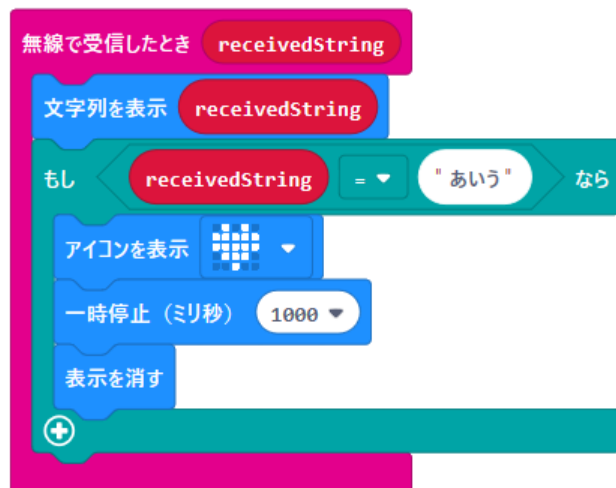 無線で受信したとき receivedString
文字列を表示 receivedString
もし receivedString = "あいう" なら
アイコンを表示
一時停止 (ミリ秒) 1000
表示を消す